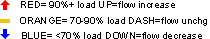 RED= 90%+ load UP=flow increase
ORANGE= 70-90% load DASH=flow unchg
BLUE= <70% load DOWN=flow decrease